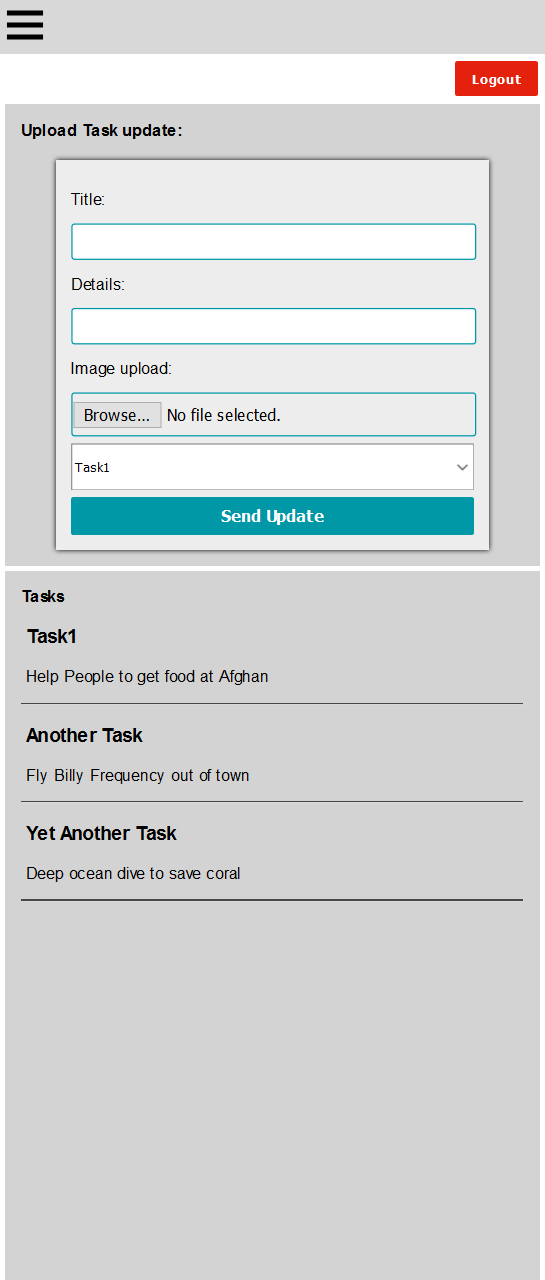 Logout
Upload Task update:
Title:
Details:
Image upload:
Browse... No file selected.
Task1
Send Update
Tasks
Task1
Help People to get food at Afghan
Another Task
Fly Billy Frequency out of town
Yet Another Task
Deep ocean dive to save coral